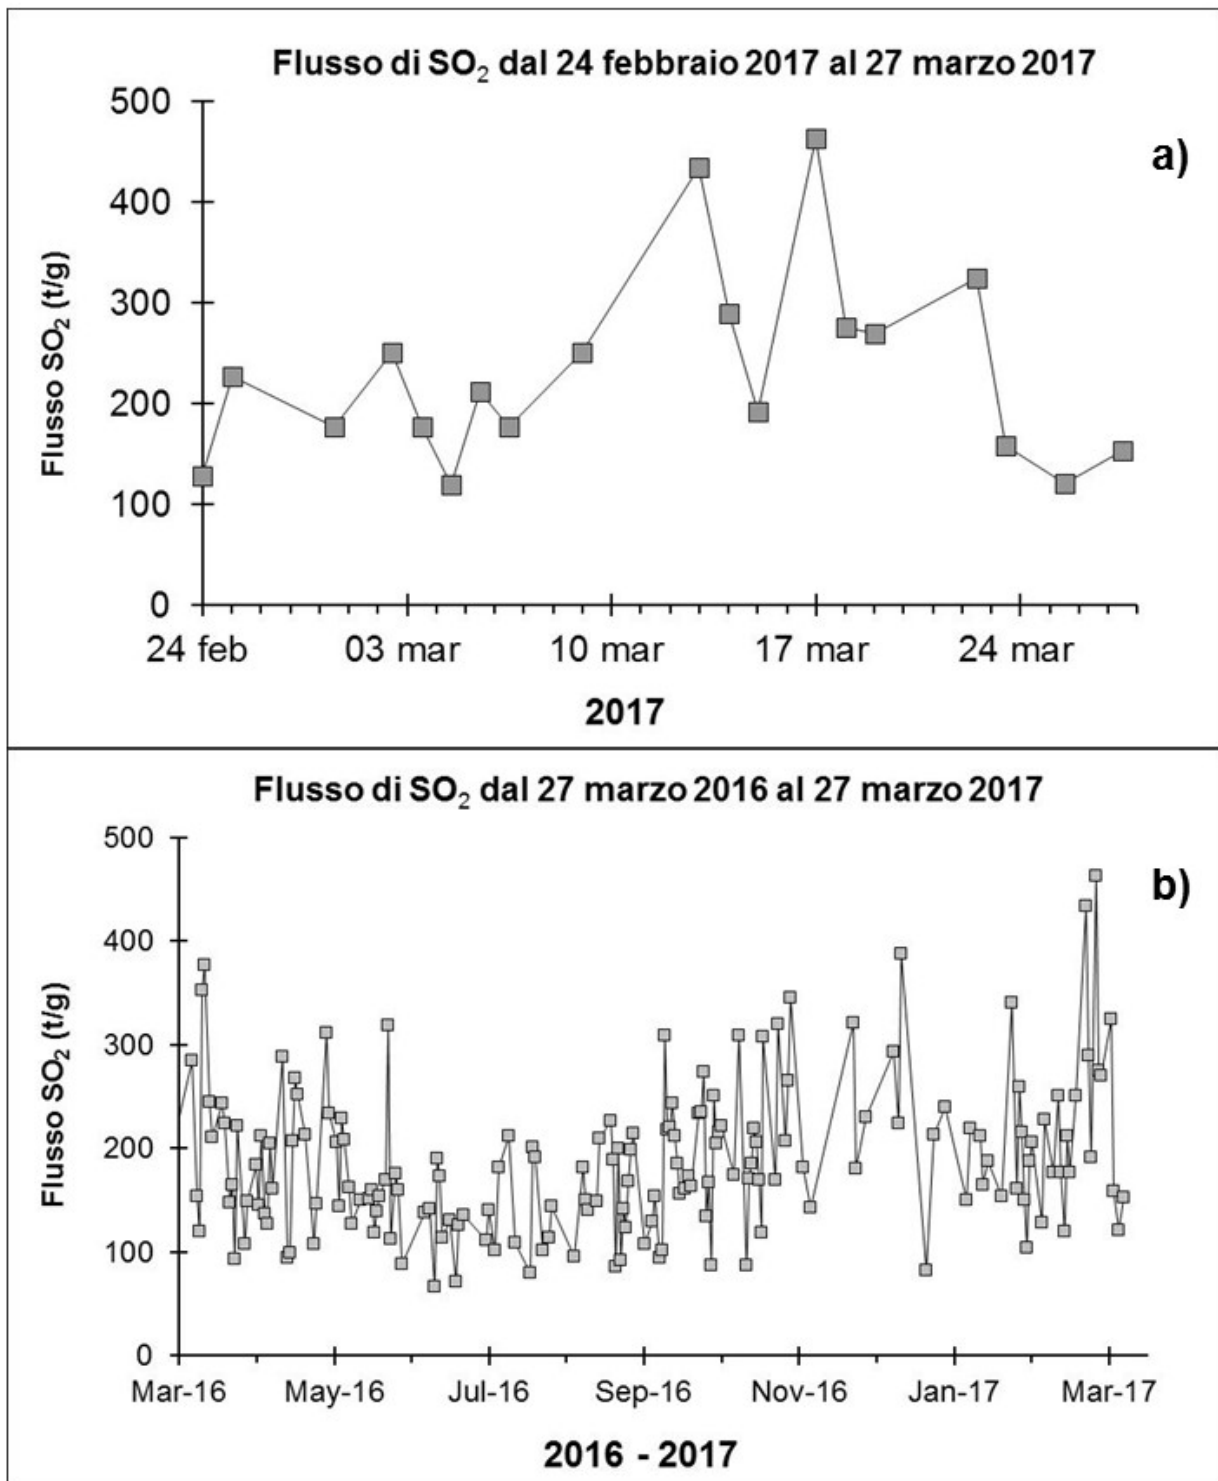 Flusso di SO₂ dal 24 febbraio 2017 al 27 marzo 2017
a)
Flusso SO₂ (t/g)
500
400
300
200
100
0
24 feb 03 mar 10 mar 17 mar 24 mar
2017
Flusso di SO₂ dal 27 marzo 2016 al 27 marzo 2017
b)
Flusso SO₂ (t/g)
500
400
300
200
100
0
Mar-16 May-16 Jul-16 Sep-16 Nov-16 Jan-17 Mar-17
2016 - 2017